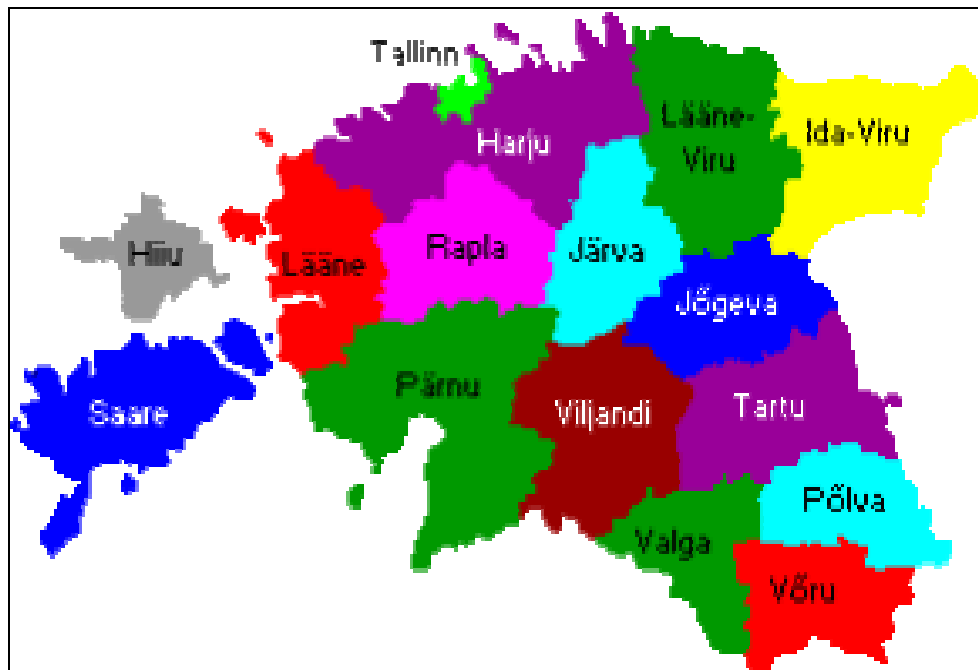 Tallinn
Harju
Lääne-
Viru
Ida-Viru
Hiiu
Lääne
Rapla
Järva
Jõgeva
Saare
Pärnu
Viljandi
Tartu
Põlva
Valga
Võru